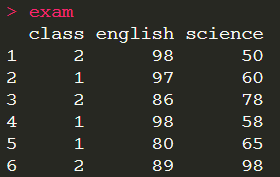 > exam
class english science
1 2 98 50
2 1 97 60
3 2 86 78
4 1 98 58
5 1 80 65
6 2 89 98